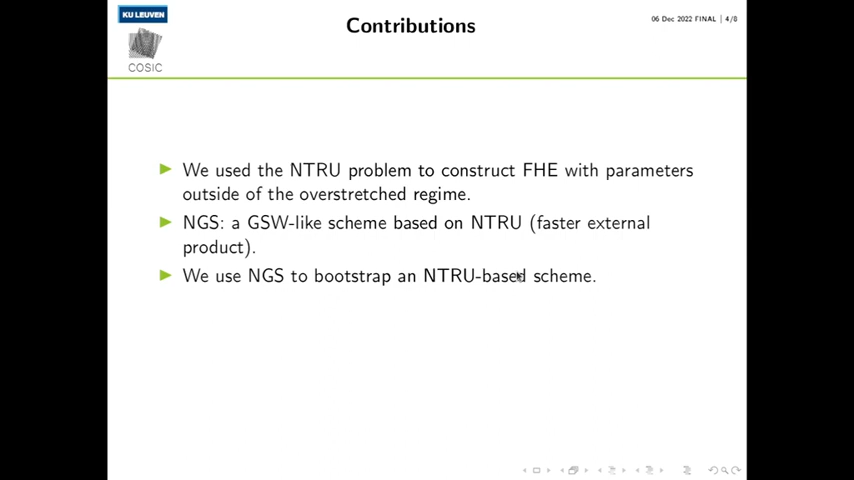 KU LEUVEN
COSIC
Contributions
06 Dec 2022 FINAL | 4/8
We used the NTRU problem to construct FHE with parameters
outside of the overstretched regime.
NGS: a GSW-like scheme based on NTRU (faster external
product).
We use NGS to bootstrap an NTRU-based scheme.